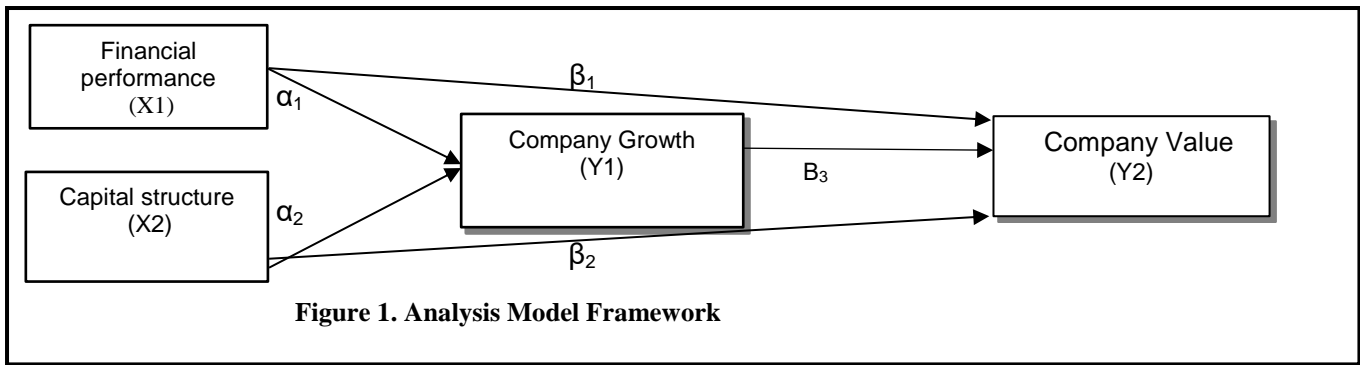 Financial
performance
(X1)
α₁
β₁
Company Growth
(Y1)
B₃
Company Value
(Y2)
Capital structure
(X2)
α₂
β₂
Figure 1. Analysis Model Framework